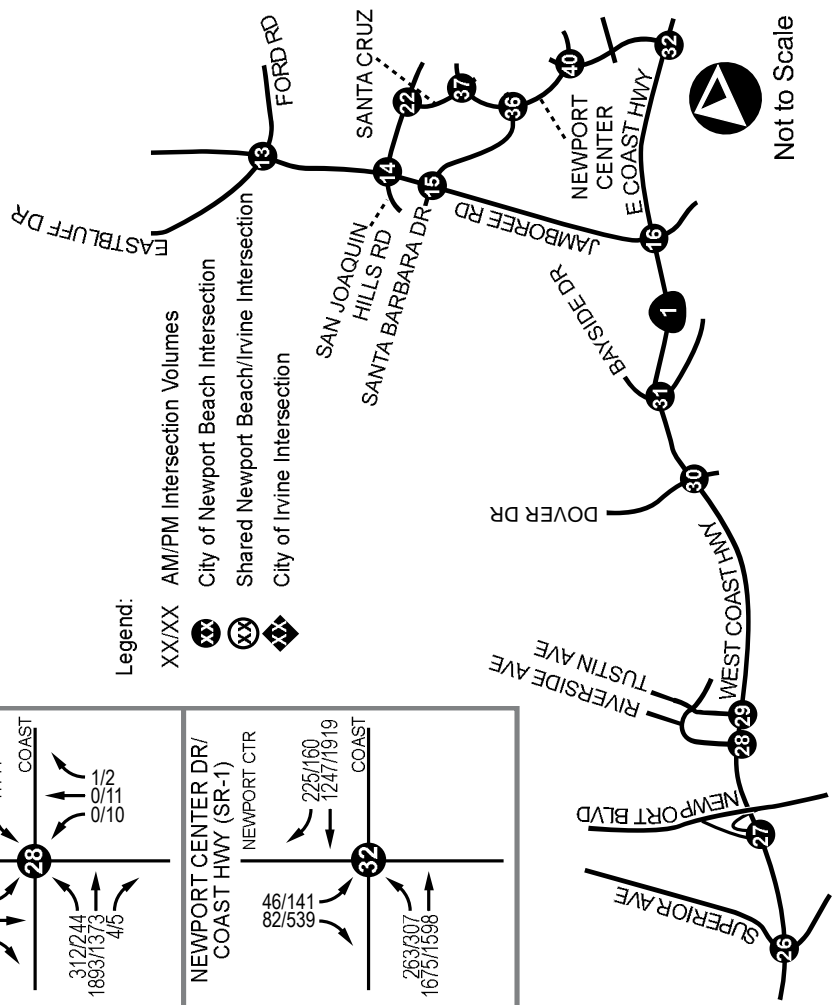 SANTA CRUZ
FORD RD
22
37
40
32
36
13
14
15
NEWPORT
CENTER
E COAST HWY
Not to Scale
EASTBLUFF DR
SAN JOAQUIN
HILLS RD
SANTA BARBARA DR
JAMBOREE RD
16
BAYSIDE DR
1
31
30
DOVER DR
WEST COAST HWY
TUSTIN AVE
RIVERSIDE AVE
29
28
NEWPORT BLVD
27
SUPERIOR AVE
26
Legend:
XX/XX AM/PM Intersection Volumes
XX City of Newport Beach Intersection
XX Shared Newport Beach/Irvine Intersection
XX City of Irvine Intersection
COAST
28
1/2
0/11
0/10
312/244
1893/1373
4/5
NEWPORT CENTER DR/
COAST HWY (SR-1)
NEWPORT CTR
225/160
1247/1919
COAST
32
46/141
82/539
263/307
1675/1598